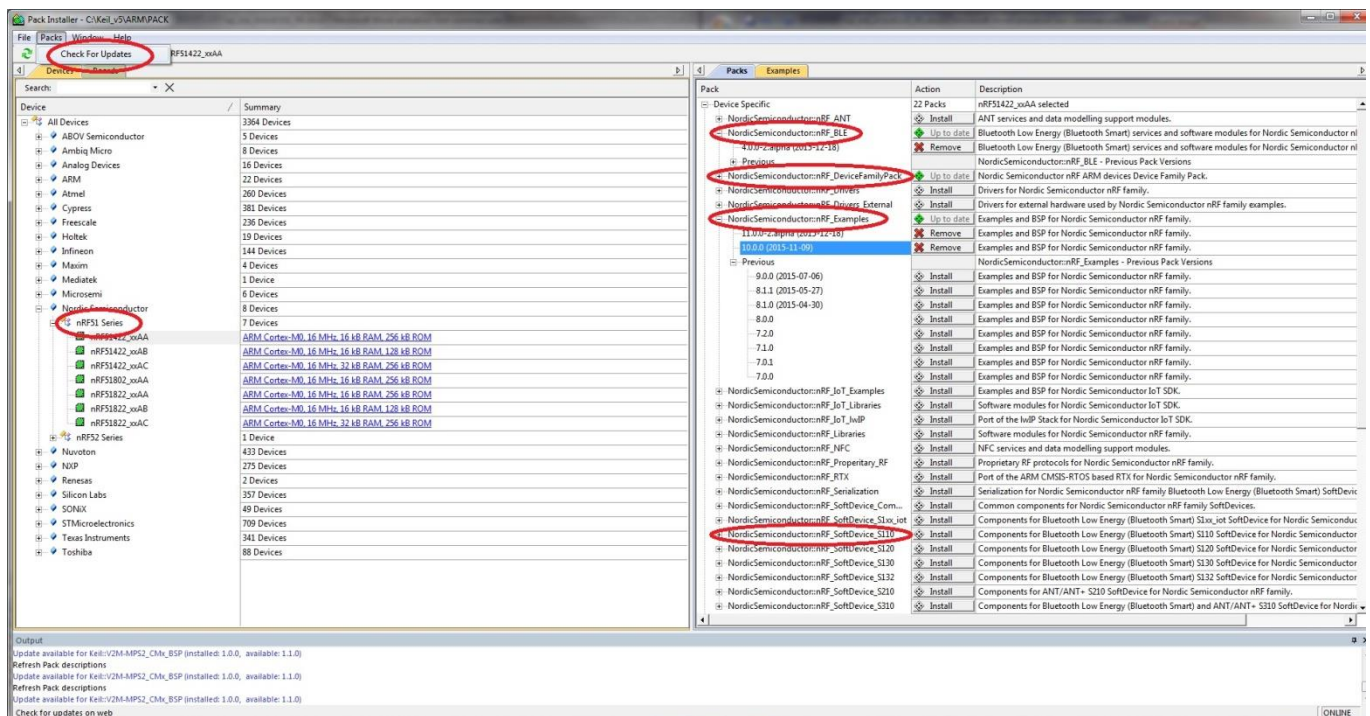 Pack Installer - C:\Keil_v5\ARM\PACK
File Packs Window Help
Check For Updates RF51422_xxAA
Devices Boards
Search:
Device / Summary
All Devices 3364 Devices
ABOV Semiconductor 5 Devices
Ambiq Micro 8 Devices
Analog Devices 16 Devices
ARM 22 Devices
Atmel 260 Devices
Cypress 381 Devices
Freescale 236 Devices
Holtek 19 Devices
Infineon 144 Devices
Maxim 4 Devices
Mediatek 1 Device
Microsemi 6 Devices
Nordic Semiconductor 8 Devices
nRF51 Series 7 Devices
nRF51422_xxAA ARM Cortex-M0, 16 MHz, 16 kB RAM, 256 kB ROM
nRF51422_xxAB ARM Cortex-M0, 16 MHz, 16 kB RAM, 128 kB ROM
nRF51422_xxAC ARM Cortex-M0, 16 MHz, 32 kB RAM, 256 kB ROM
nRF51802_xxAA ARM Cortex-M0, 16 MHz, 16 kB RAM, 256 kB ROM
nRF51822_xxAA ARM Cortex-M0, 16 MHz, 16 kB RAM, 256 kB ROM
nRF51822_xxAB ARM Cortex-M0, 16 MHz, 16 kB RAM, 128 kB ROM
nRF51822_xxAC ARM Cortex-M0, 16 MHz, 32 kB RAM, 256 kB ROM
nRF52 Series 1 Device
Nuvoton 433 Devices
NXP 275 Devices
Renesas 2 Devices
Silicon Labs 357 Devices
SONiX 49 Devices
STMicroelectronics 709 Devices
Texas Instruments 341 Devices
Toshiba 88 Devices
Packs Examples
Pack Action Description
Device Specific 22 Packs nRF51422_xxAA selected
NordicSemiconductor::nRF_ANT Install ANT services and data modelling support modules.
NordicSemiconductor::nRF_BLE Up to date Bluetooth Low Energy (Bluetooth Smart) services and software modules for Nordic Semiconductor nl
4.0.0-2.alpha (2015-12-18) Remove Bluetooth Low Energy (Bluetooth Smart) services and software modules for Nordic Semiconductor nl
Previous NordicSemiconductor::nRF_BLE - Previous Pack Versions
NordicSemiconductor::nRF_DeviceFamilyPack Up to date Nordic Semiconductor nRF ARM devices Device Family Pack.
NordicSemiconductor::nRF_Drivers Install Drivers for Nordic Semiconductor nRF family.
NordicSemiconductor::nRF_Drivers_External Install Drivers for external hardware used by Nordic Semiconductor nRF family examples.
NordicSemiconductor::nRF_Examples Up to date Examples and BSP for Nordic Semiconductor nRF family.
11.0.0-2.alpha (2015-12-18) Remove Examples and BSP for Nordic Semiconductor nRF family.
10.0.0 (2015-11-09) Remove Examples and BSP for Nordic Semiconductor nRF family.
Previous NordicSemiconductor::nRF_Examples - Previous Pack Versions
9.0.0 (2015-07-06) Install Examples and BSP for Nordic Semiconductor nRF family.
8.1.1 (2015-05-27) Install Examples and BSP for Nordic Semiconductor nRF family.
8.1.0 (2015-04-30) Install Examples and BSP for Nordic Semiconductor nRF family.
8.0.0 Install Examples and BSP for Nordic Semiconductor nRF family.
7.2.0 Install Examples and BSP for Nordic Semiconductor nRF family.
7.1.0 Install Examples and BSP for Nordic Semiconductor nRF family.
7.0.1 Install Examples and BSP for Nordic Semiconductor nRF family.
7.0.0 Install Examples and BSP for Nordic Semiconductor nRF family.
NordicSemiconductor::nRF_IoT_Examples Install Examples and BSP for Nordic Semiconductor IoT SDK.
NordicSemiconductor::nRF_IoT_Libraries Install Software modules for Nordic Semiconductor IoT SDK.
NordicSemiconductor::nRF_IoT_lwIP Install Port of the lwIP Stack for Nordic Semiconductor IoT SDK.
NordicSemiconductor::nRF_Libraries Install Software modules for Nordic Semiconductor nRF family.
NordicSemiconductor::nRF_NFC Install NFC services and data modelling support modules.
NordicSemiconductor::nRF_Properitary_RF Install Proprietary RF protocols for Nordic Semiconductor nRF family.
NordicSemiconductor::nRF_RTX Install Port of the ARM CMSIS-RTOS based RTX for Nordic Semiconductor nRF family.
NordicSemiconductor::nRF_Serialization Install Serialization for Nordic Semiconductor nRF family Bluetooth Low Energy (Bluetooth Smart) SoftDevic
NordicSemiconductor::nRF_SoftDevice_Com... Install Common components for Nordic Semiconductor nRF family SoftDevices.
NordicSemiconductor::nRF_SoftDevice_S1xx_iot Install Components for Bluetooth Low Energy (Bluetooth Smart) S1xx_iot SoftDevice for Nordic Semiconduc
NordicSemiconductor::nRF_SoftDevice_S110 Install Components for Bluetooth Low Energy (Bluetooth Smart) S110 SoftDevice for Nordic Semiconductor
NordicSemiconductor::nRF_SoftDevice_S120 Install Components for Bluetooth Low Energy (Bluetooth Smart) S120 SoftDevice for Nordic Semiconductor
NordicSemiconductor::nRF_SoftDevice_S130 Install Components for Bluetooth Low Energy (Bluetooth Smart) S130 SoftDevice for Nordic Semiconductor
NordicSemiconductor::nRF_SoftDevice_S132 Install Components for Bluetooth Low Energy (Bluetooth Smart) S132 SoftDevice for Nordic Semiconductor
NordicSemiconductor::nRF_SoftDevice_S210 Install Components for ANT/ANT+ S210 SoftDevice for Nordic Semiconductor nRF family.
NordicSemiconductor::nRF_SoftDevice_S310 Install Components for Bluetooth Low Energy (Bluetooth Smart) and ANT/ANT+ S310 SoftDevice for Nordic
Output
Update available for Keil::V2M-MPS2_CMx_BSP (installed: 1.0.0, available: 1.1.0)
Refresh Pack descriptions
Update available for Keil::V2M-MPS2_CMx_BSP (installed: 1.0.0, available: 1.1.0)
Refresh Pack descriptions
Update available for Keil::V2M-MPS2_CMx_BSP (installed: 1.0.0, available: 1.1.0)
Check for updates on web ONLINE